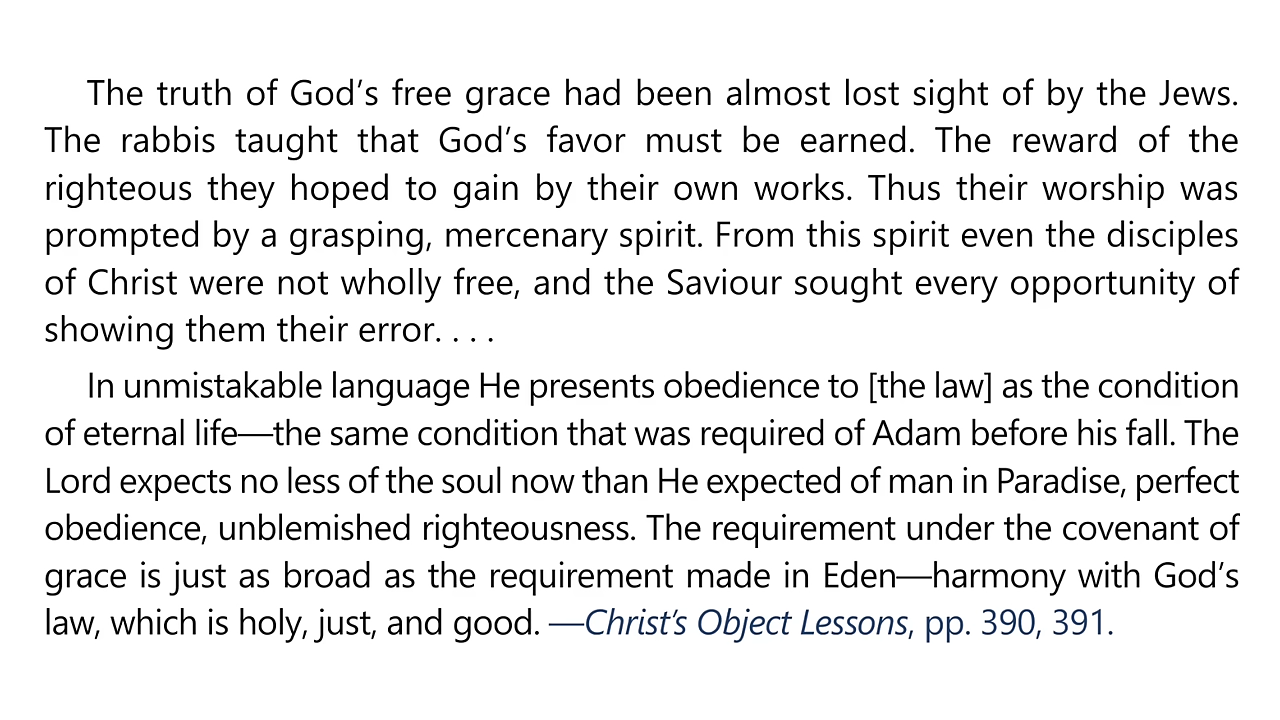 The truth of God’s free grace had been almost lost sight of by the Jews.
The rabbis taught that God’s favor must be earned. The reward of the
righteous they hoped to gain by their own works. Thus their worship was
prompted by a grasping, mercenary spirit. From this spirit even the disciples
of Christ were not wholly free, and the Saviour sought every opportunity of
showing them their error. . . .
In unmistakable language He presents obedience to [the law] as the condition
of eternal life—the same condition that was required of Adam before his fall. The
Lord expects no less of the soul now than He expected of man in Paradise, perfect
obedience, unblemished righteousness. The requirement under the covenant of
grace is just as broad as the requirement made in Eden—harmony with God’s
law, which is holy, just, and good. —Christ’s Object Lessons, pp. 390, 391.